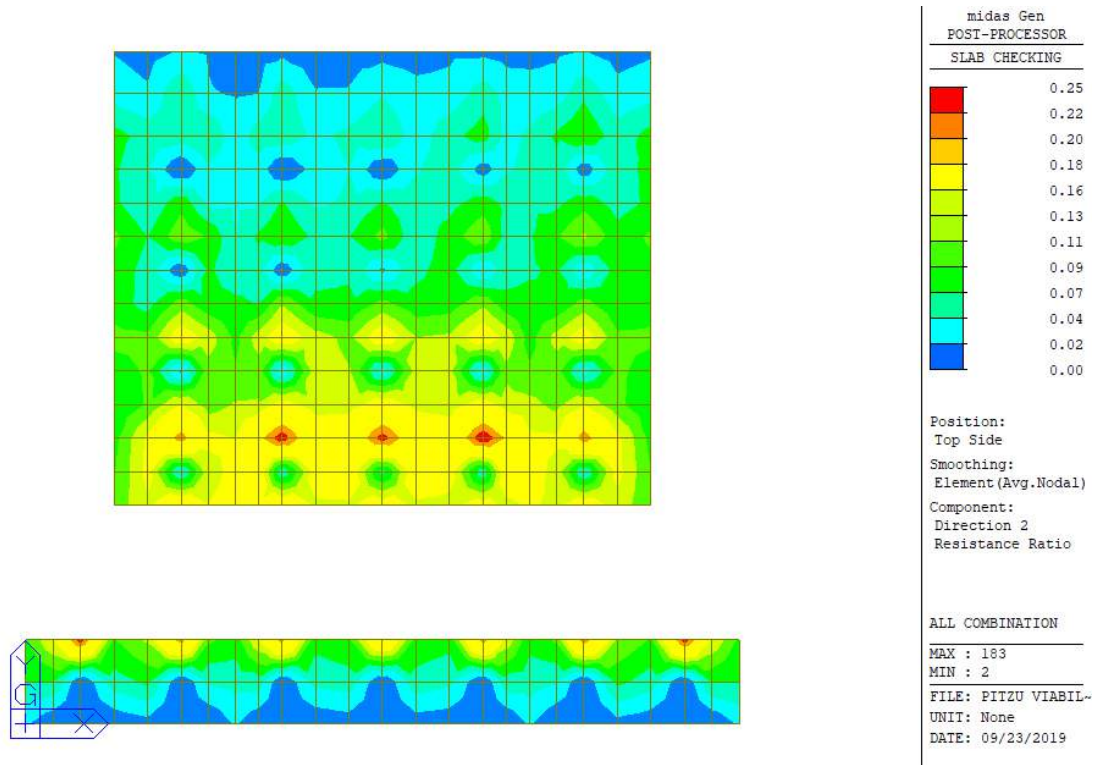 midas Gen
POST-PROCESSOR
SLAB CHECKING
0.25
0.22
0.20
0.18
0.16
0.13
0.11
0.09
0.07
0.04
0.02
0.00
Position:
Top Side
Smoothing:
Element(Avg.Nodal)
Component:
Direction 2
Resistance Ratio
ALL COMBINATION
MAX : 183
MIN : 2
FILE: PITZU VIABIL~
UNIT: None
DATE: 09/23/2019
Y
G
X